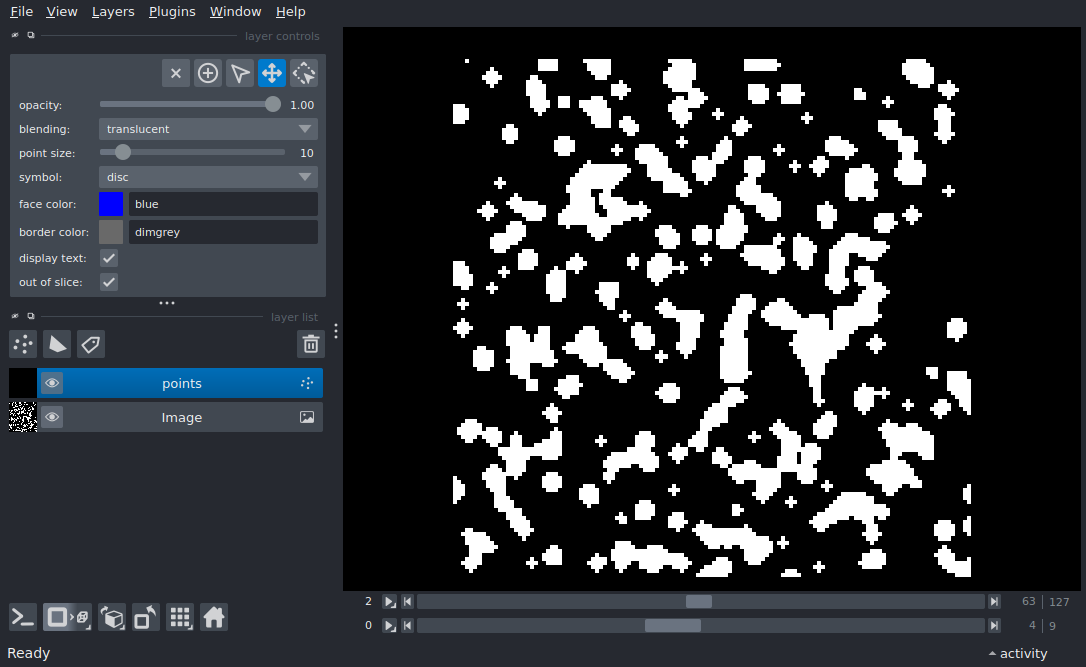 File View Layers Plugins Window Help
layer controls
opacity: 1.00
blending: translucent
point size: 10
symbol: disc
face color: blue
border color: dimgrey
display text:
out of slice:
layer list
points
Image
2 63 | 127
0 4 | 9
Ready activity